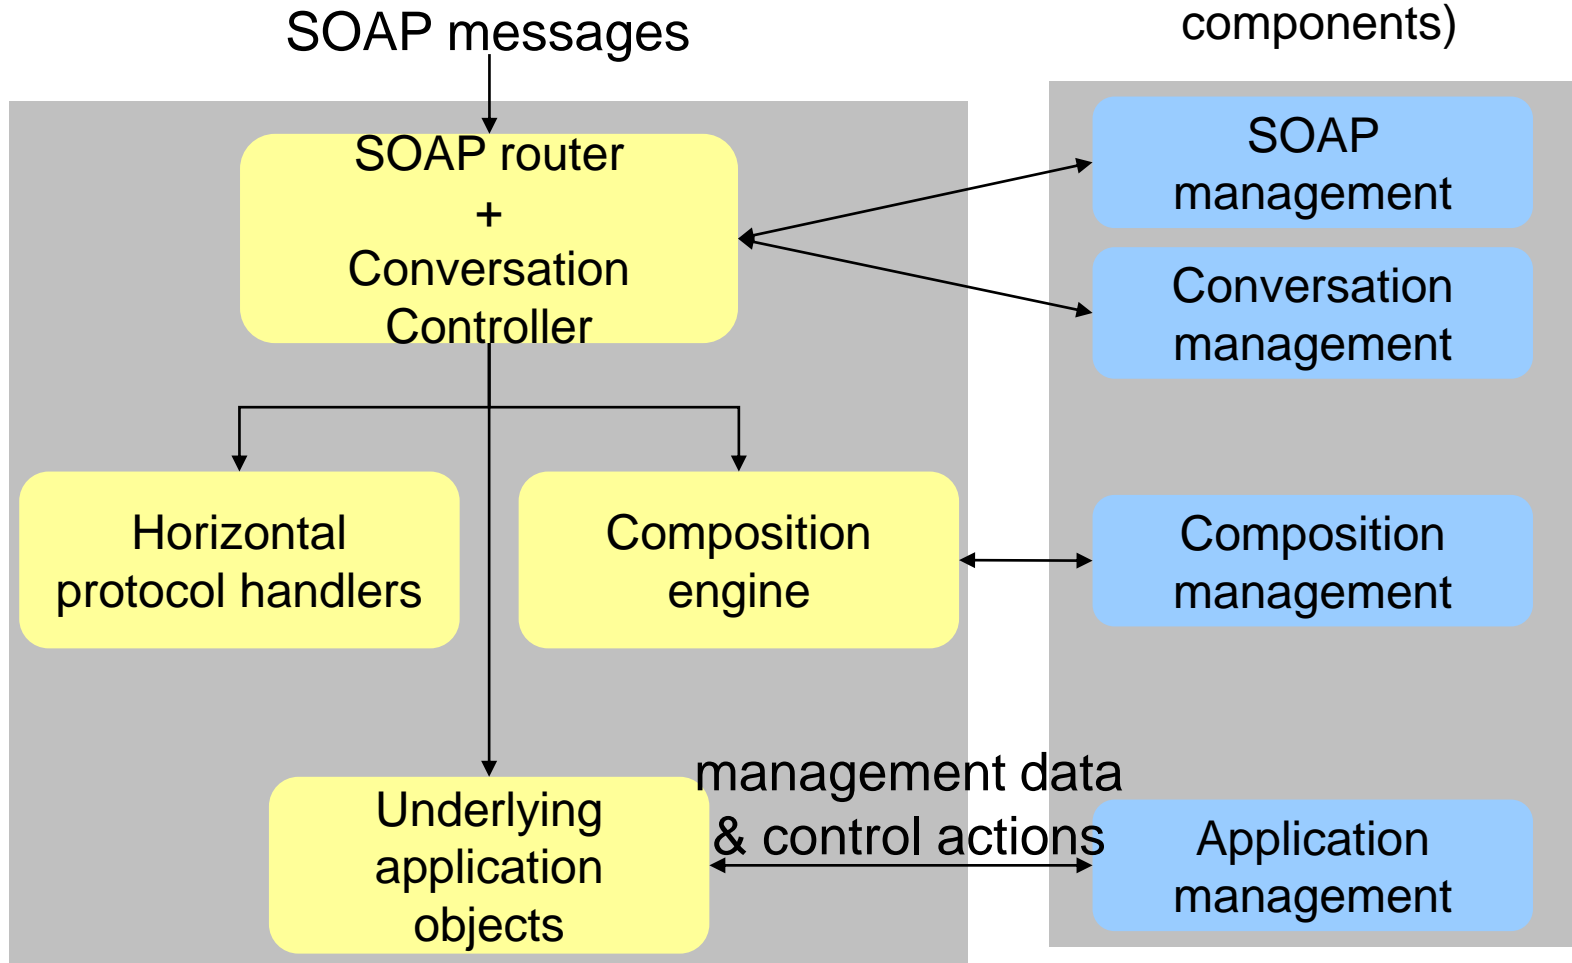 SOAP messages
components)
SOAP router
+
Conversation
Controller
SOAP
management
Conversation
management
Horizontal
protocol handlers
Composition
engine
Composition
management
management data
& control actions
Underlying
application
objects
Application
management